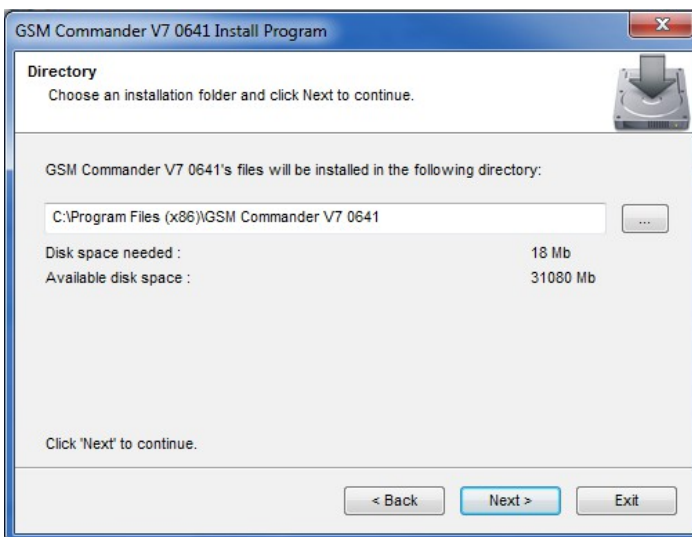 GSM Commander V7 0641 Install Program
X
Directory
Choose an installation folder and click Next to continue.
GSM Commander V7 0641's files will be installed in the following directory:
C:\Program Files (x86)\GSM Commander V7 0641
...
Disk space needed : 18 Mb
Available disk space : 31080 Mb
Click 'Next' to continue.
< Back Next > Exit